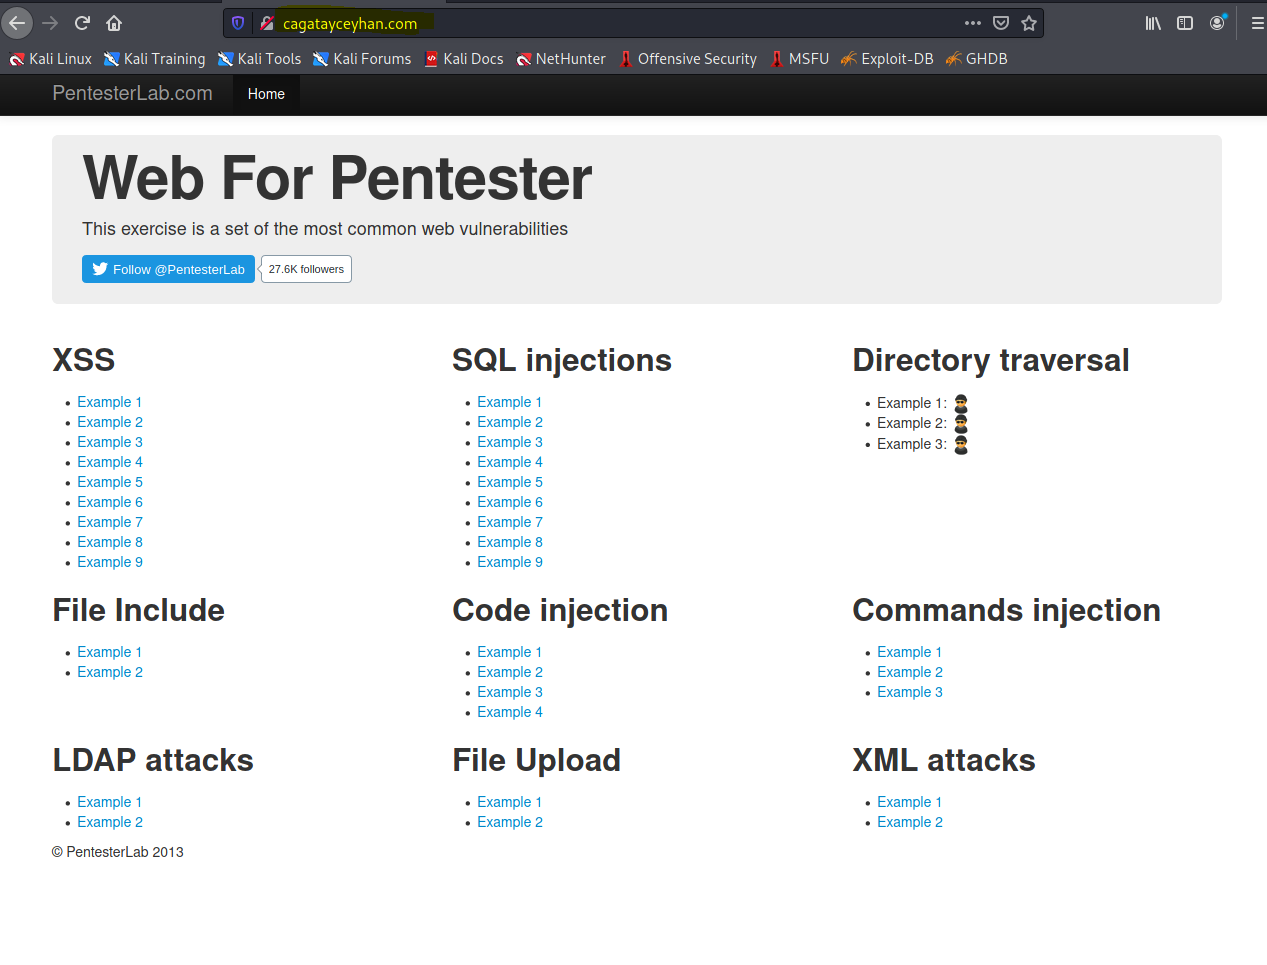 cagatayceyhan.com
Kali Linux Kali Training Kali Tools Kali Forums Kali Docs NetHunter Offensive Security MSFU Exploit-DB GHDB
PentesterLab.com Home
Web For Pentester
This exercise is a set of the most common web vulnerabilities
Follow @PentesterLab 27.6K followers
XSS
Example 1
Example 2
Example 3
Example 4
Example 5
Example 6
Example 7
Example 8
Example 9
SQL injections
Example 1
Example 2
Example 3
Example 4
Example 5
Example 6
Example 7
Example 8
Example 9
Directory traversal
Example 1:
Example 2:
Example 3:
File Include
Example 1
Example 2
Code injection
Example 1
Example 2
Example 3
Example 4
Commands injection
Example 1
Example 2
Example 3
LDAP attacks
Example 1
Example 2
File Upload
Example 1
Example 2
XML attacks
Example 1
Example 2
© PentesterLab 2013